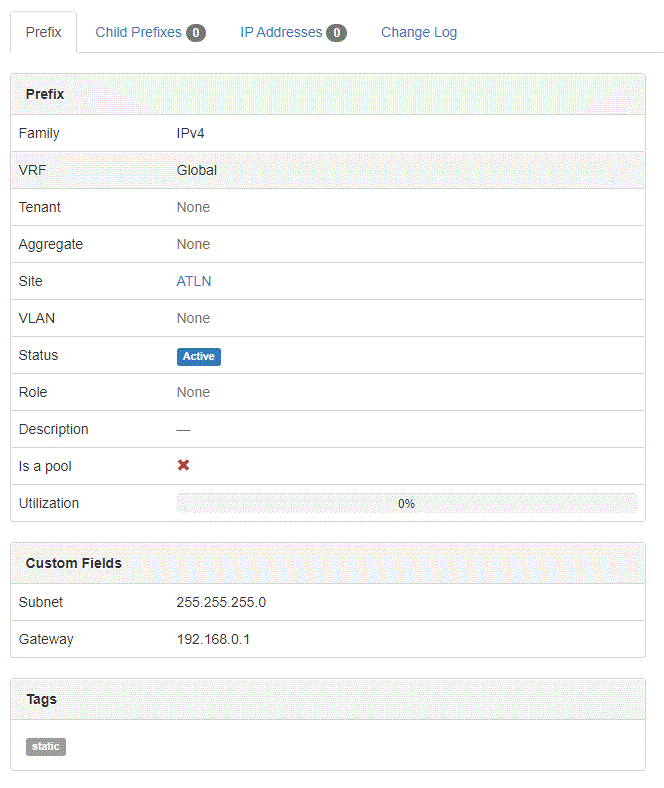 Prefix Child Prefixes 0 IP Addresses 0 Change Log
Prefix
Family IPv4
VRF Global
Tenant None
Aggregate None
Site ATLN
VLAN None
Status Active
Role None
Description —
Is a pool ✖
Utilization 0%
Custom Fields
Subnet 255.255.255.0
Gateway 192.168.0.1
Tags
static